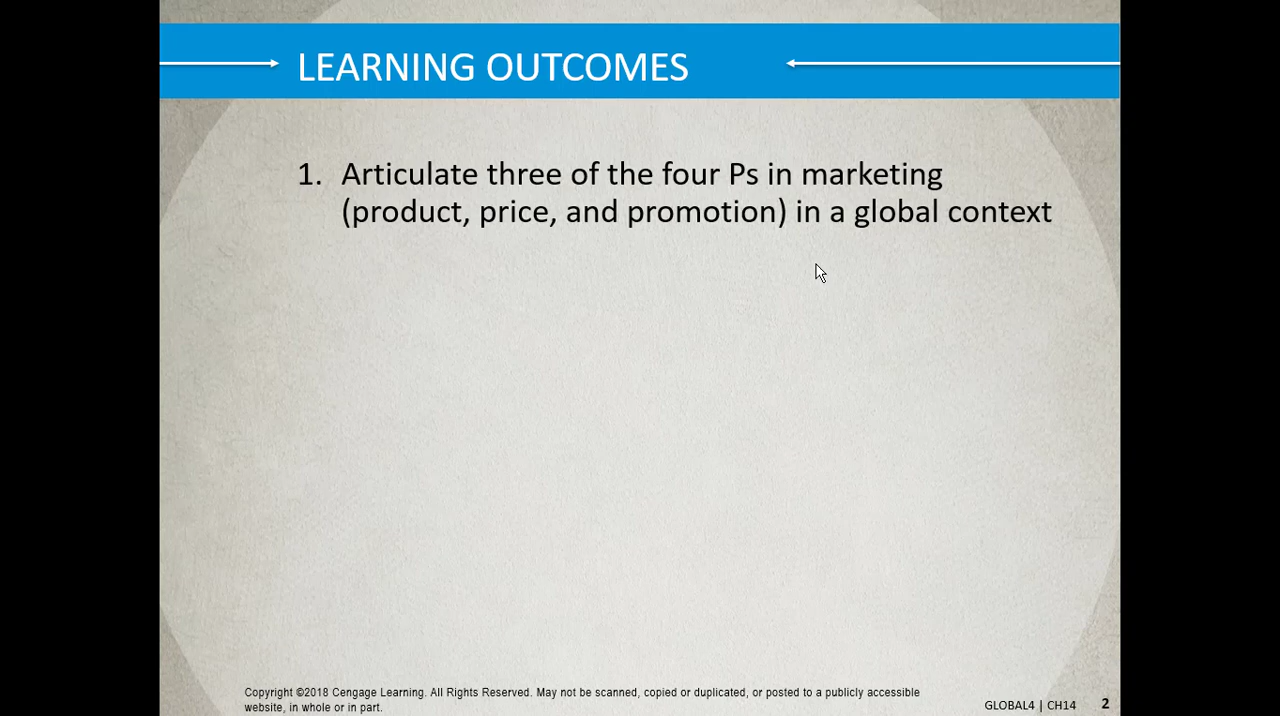 LEARNING OUTCOMES
1. Articulate three of the four Ps in marketing
(product, price, and promotion) in a global context
Copyright ©2018 Cengage Learning. All Rights Reserved. May not be scanned, copied or duplicated, or posted to a publicly accessible
website, in whole or in part.
GLOBAL4 | CH14 2